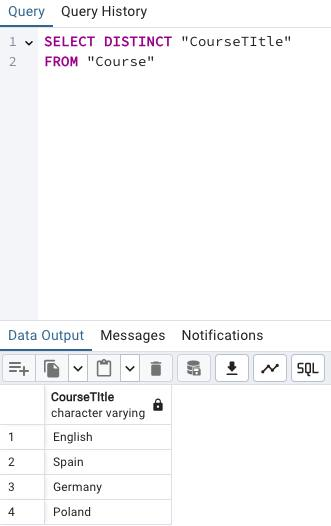 Query Query History
1 SELECT DISTINCT "CourseTItle"
2 FROM "Course"
Data Output Messages Notifications
SQL
CourseTItle
character varying
1 English
2 Spain
3 Germany
4 Poland